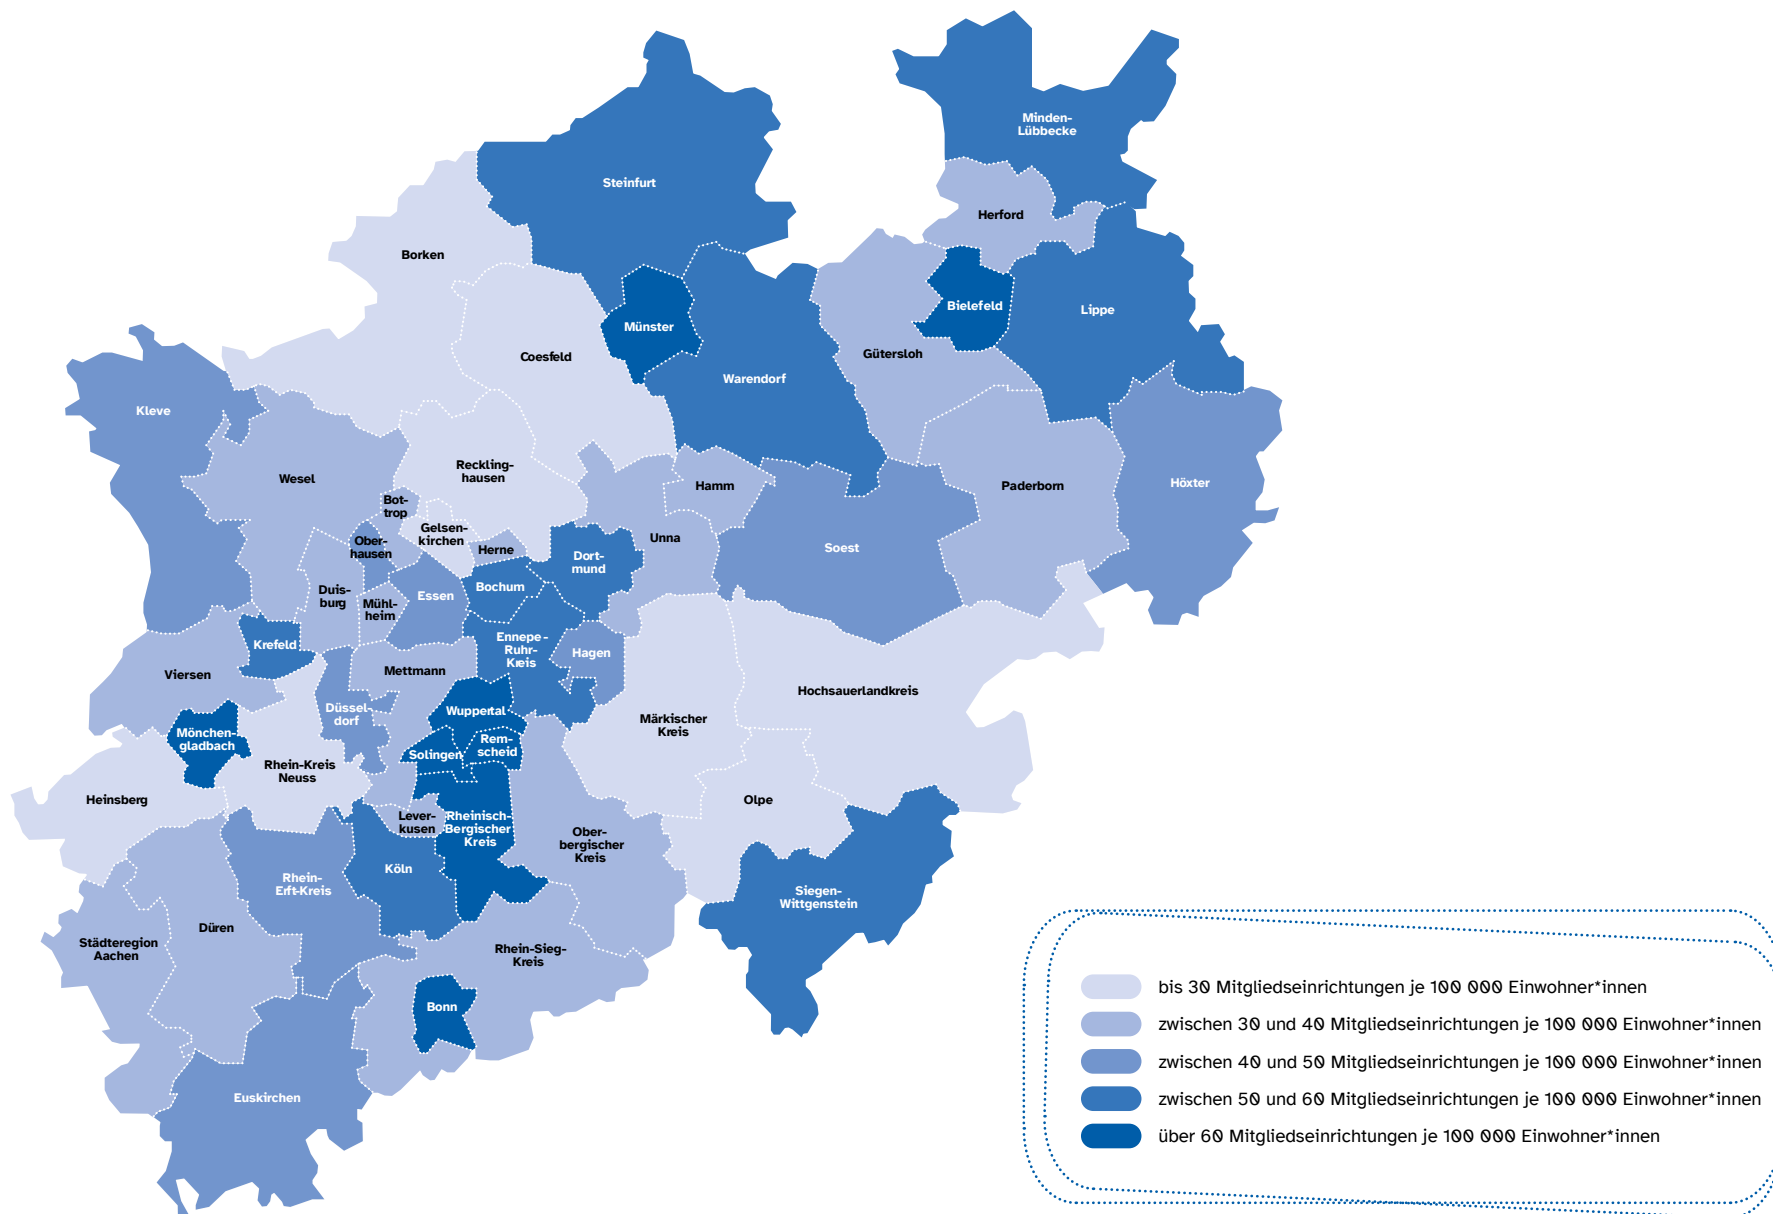 Minden-
Lübbecke
Steinfurt
Herford
Borken
Bielefeld
Lippe
Münster
Gütersloh
Coesfeld
Warendorf
Kleve
Reckling-
hausen
Wesel
Hamm
Paderborn
Höxter
Bot-
trop
Gelsen-
kirchen
Unna
Ober-
hausen
Herne
Soest
Dort-
mund
Bochum
Duis-
burg
Essen
Mühl-
heim
Krefeld
Ennepe-
Ruhr-
Kreis
Hagen
Viersen
Mettmann
Hochsauerlandkreis
Düssel-
dorf
Wuppertal
Märkischer
Kreis
Mönchen-
gladbach
Rem-
scheid
Solingen
Rhein-Kreis
Neuss
Heinsberg
Olpe
Lever-
kusen
Rheinisch-
Bergischer
Kreis
Ober-
bergischer
Kreis
Köln
Rhein-
Erft-Kreis
Siegen-
Wittgenstein
Düren
Städteregion
Aachen
Rhein-Sieg-
Kreis
Bonn
Euskirchen
bis 30 Mitgliedseinrichtungen je 100 000 Einwohner*innen
zwischen 30 und 40 Mitgliedseinrichtungen je 100 000 Einwohner*innen
zwischen 40 und 50 Mitgliedseinrichtungen je 100 000 Einwohner*innen
zwischen 50 und 60 Mitgliedseinrichtungen je 100 000 Einwohner*innen
über 60 Mitgliedseinrichtungen je 100 000 Einwohner*innen